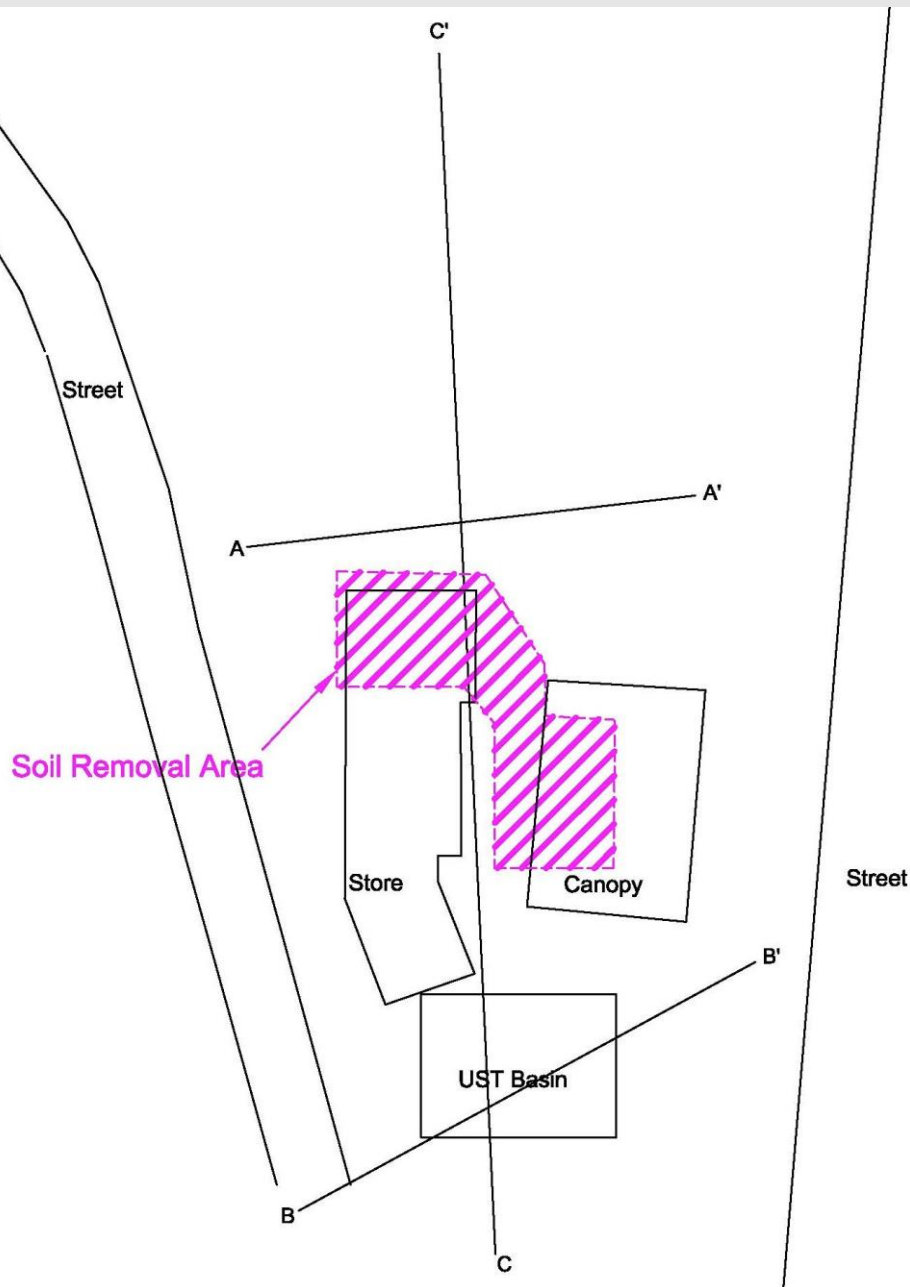 C'
Street
A'
A
Soil Removal Area
Store
Canopy
Street
B'
UST Basin
B
C